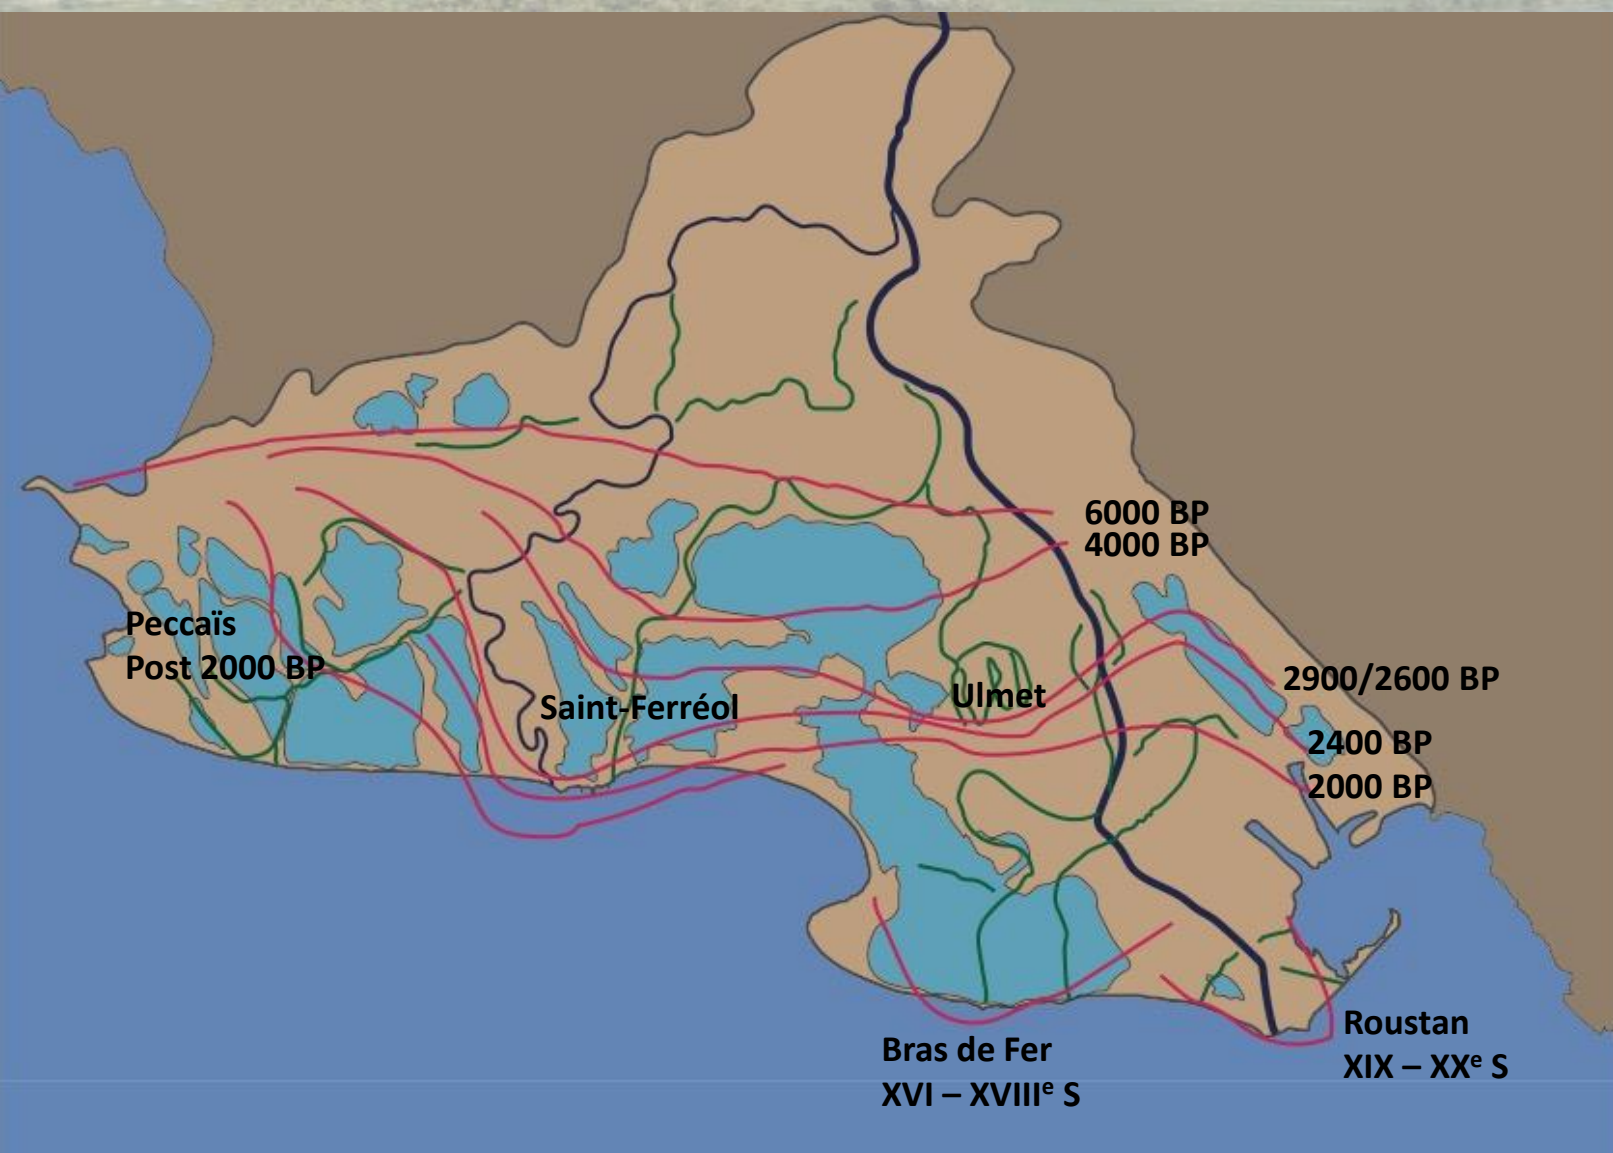 6000 BP
4000 BP
Peccaïs
Post 2000 BP
2900/2600 BP
Ulmet
Saint-Ferréol
2400 BP
2000 BP
Roustan
XIX – XXᵉ S
Bras de Fer
XVI – XVIIIᵉ S